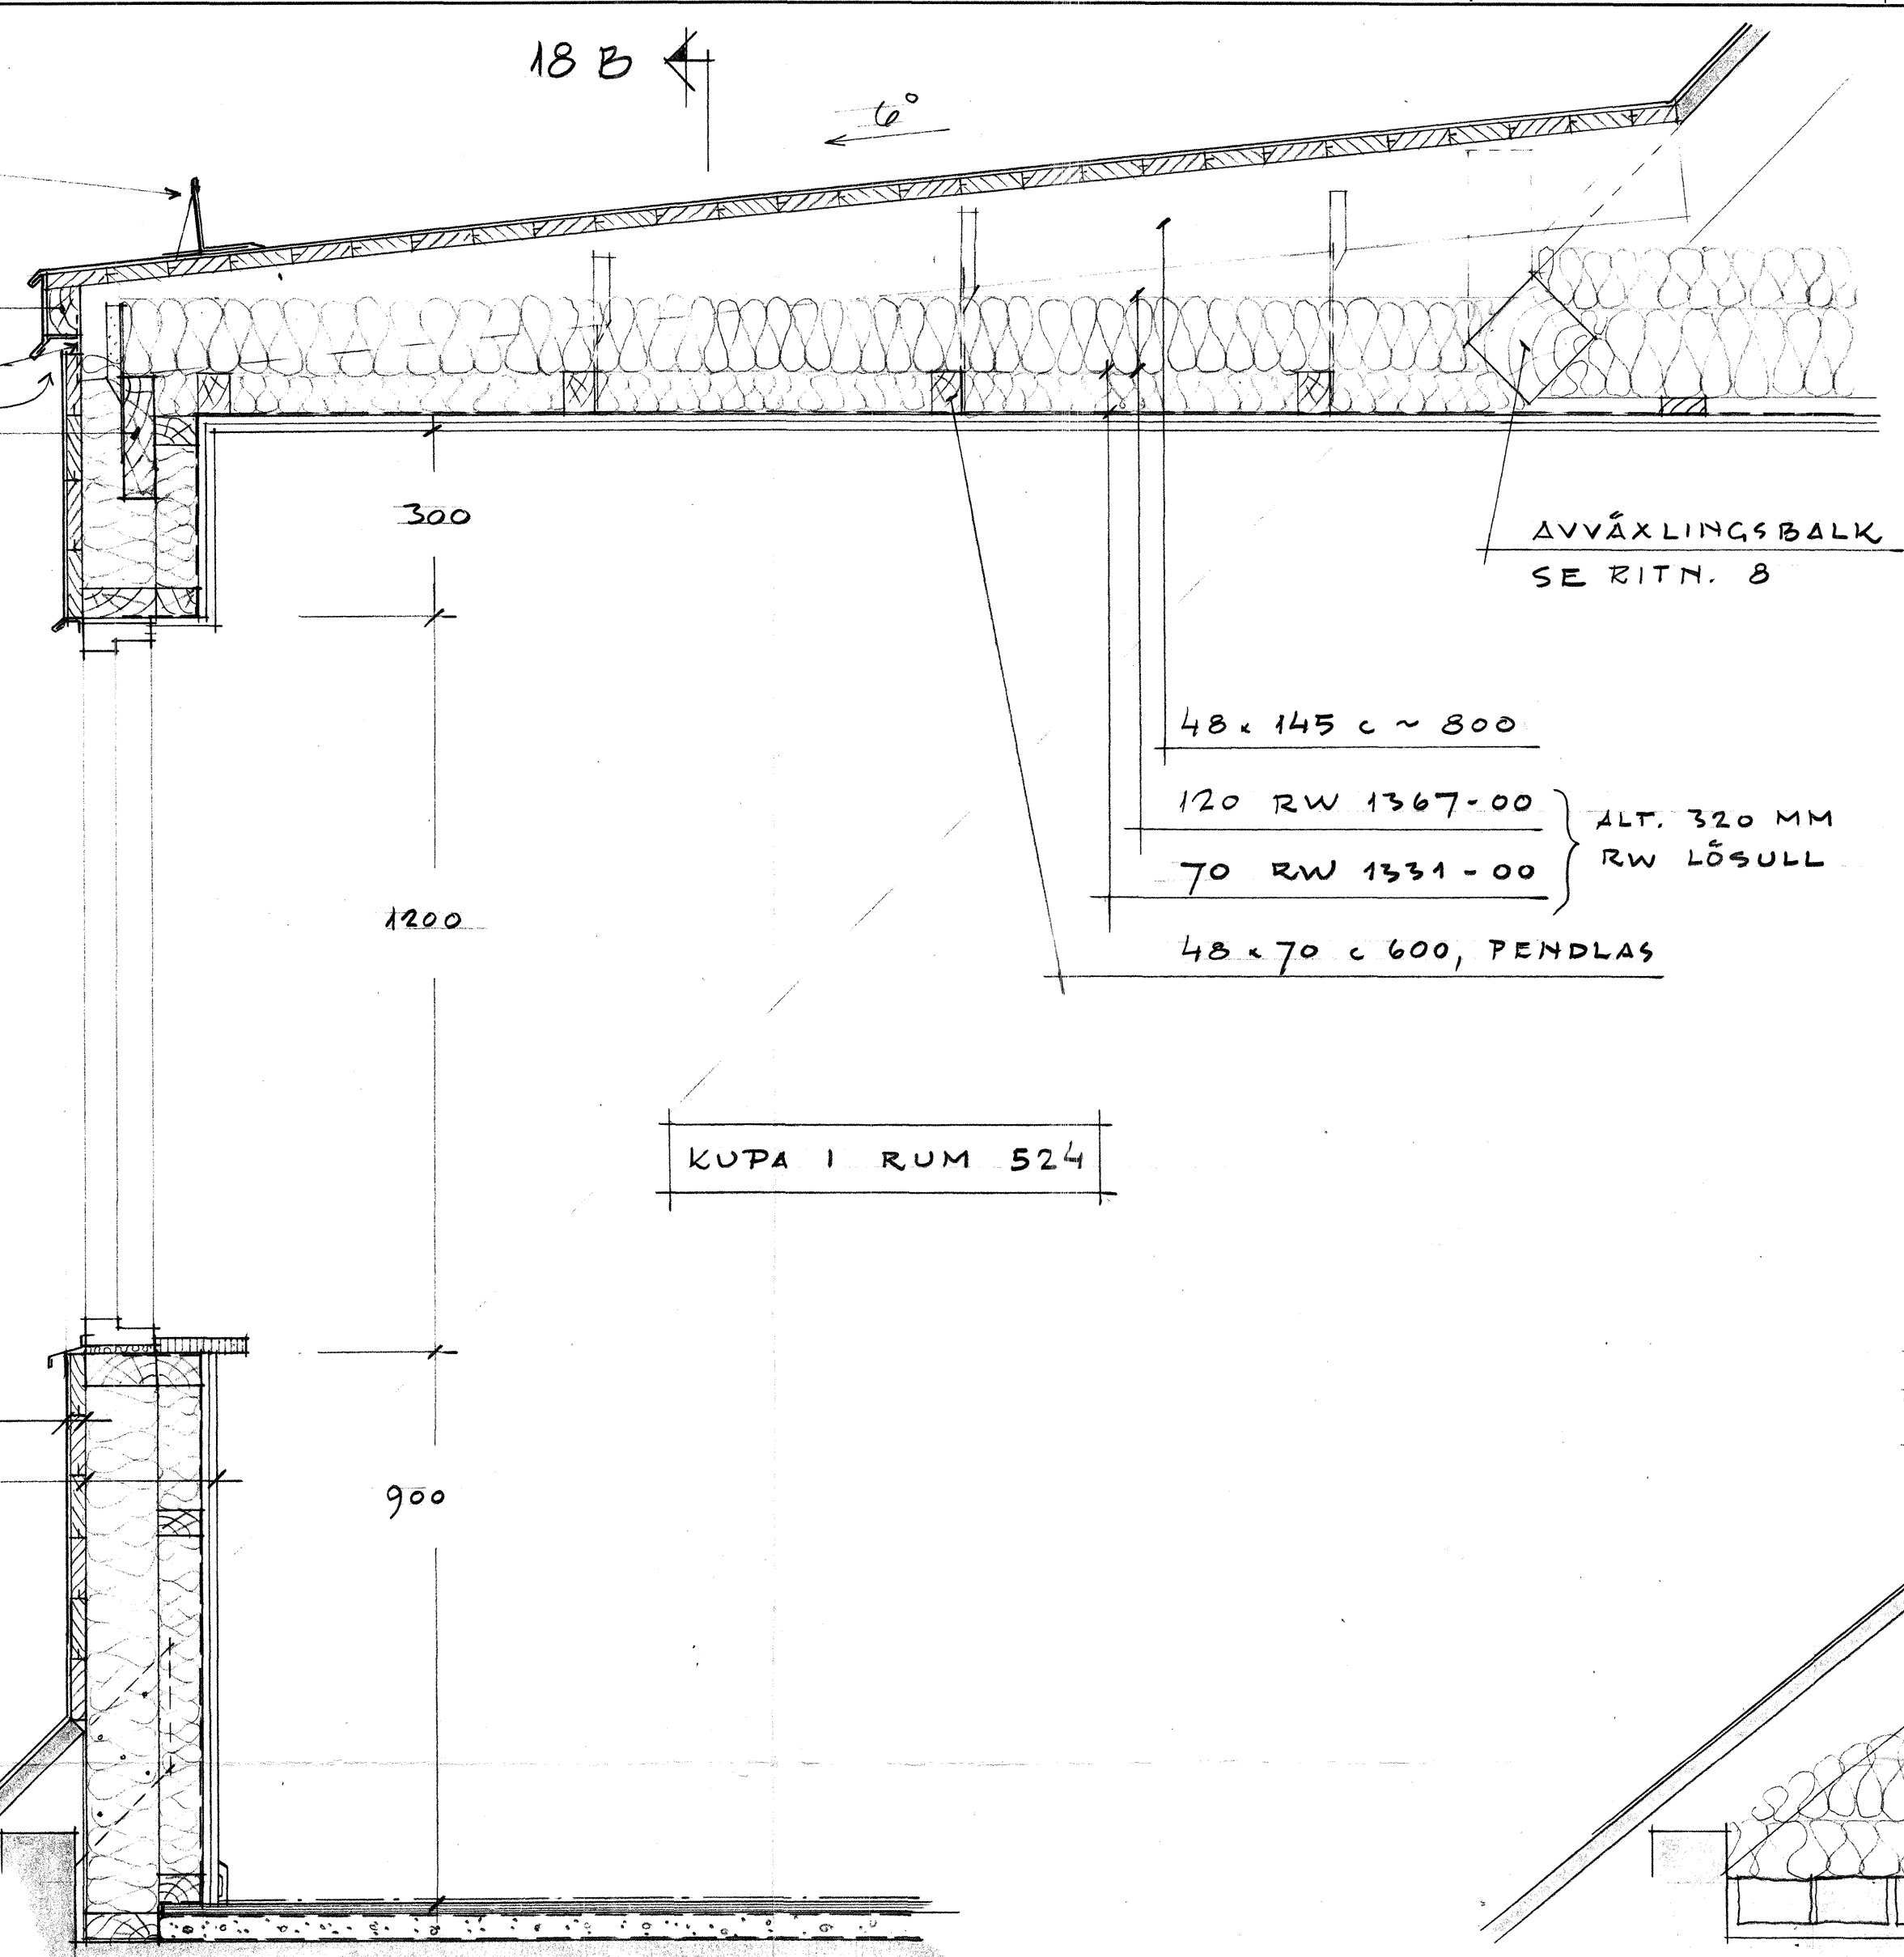 18 B
6°
300
AVVÄXLINGSBALK
SE RITN. 8
48 x 145 c ~ 800
120 RW 1367-00
70 RW 1331-00
ALT. 320 MM
RW LÖSULL
48 x 70 c 600, PENDLAS
1200
KUPA I RUM 524
900